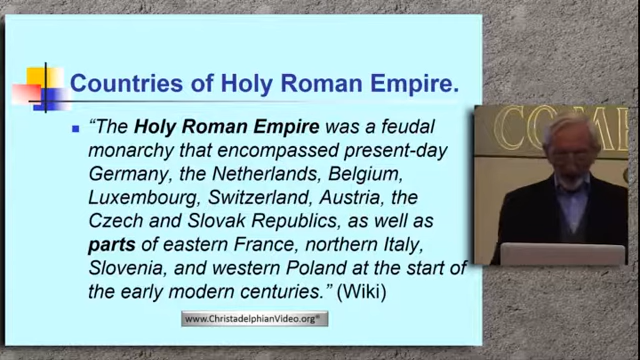 Countries of Holy Roman Empire.
“The Holy Roman Empire was a feudal
monarchy that encompassed present-day
Germany, the Netherlands, Belgium,
Luxembourg, Switzerland, Austria, the
Czech and Slovak Republics, as well as
parts of eastern France, northern Italy,
Slovenia, and western Poland at the start of
the early modern centuries.” (Wiki)
www.ChristadelphianVideo.org®